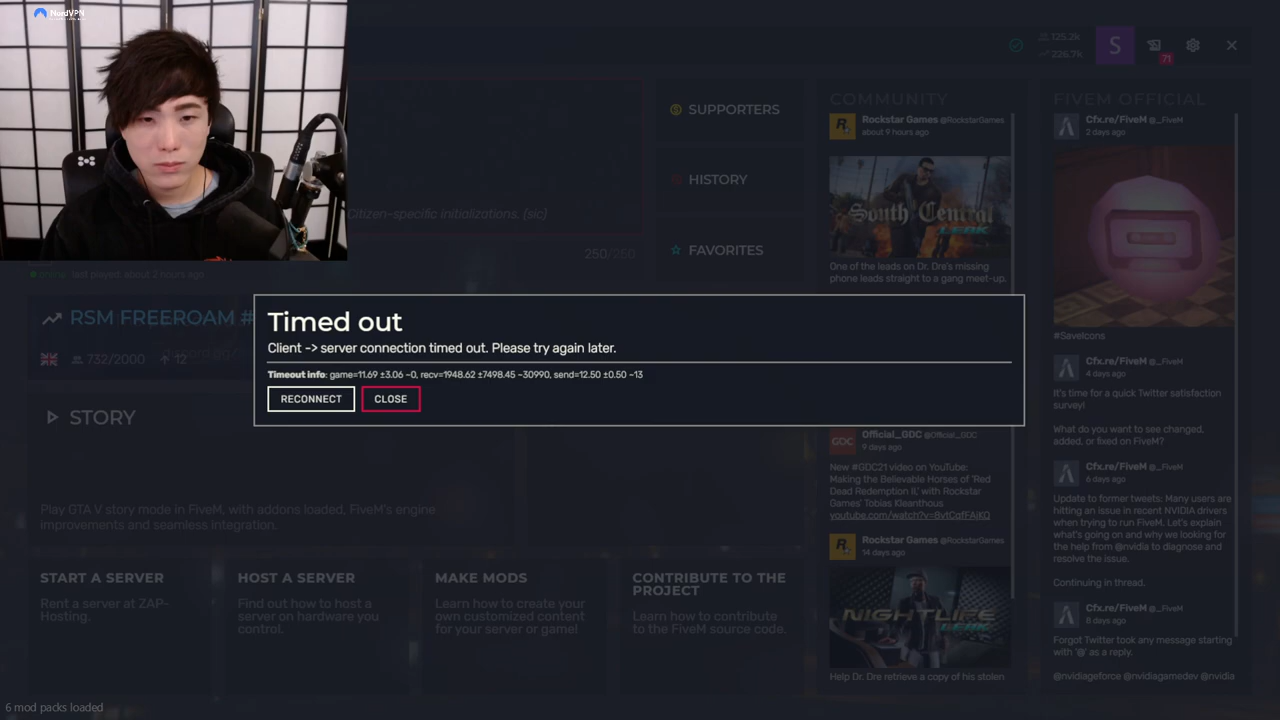 NordVPN
125.2k
226.7k
S
71
COMMUNITY
FIVEM OFFICIAL
SUPPORTERS
HISTORY
FAVORITES
Citizen-specific initializations. (sic)
250/250
online last played: about 2 hours ago
RSM FREEROAM #
732/2000
12
Rockstar Games @RockstarGames
about 9 hours ago
South Central
LEAK
One of the leads on Dr. Dre's missing
phone leads straight to a gang meet-up.
Cfx.re/FiveM @_FiveM
2 days ago
#SaveIcons
Timed out
Client -> server connection timed out. Please try again later.
Timeout info: game=11.69 ±3.06 ~0, recv=1948.62 ±7498.45 ~30990, send=12.50 ±0.50 ~13
RECONNECT
CLOSE
STORY
Play GTA V story mode in FiveM, with addons loaded, FiveM's engine
improvements and seamless integration.
START A SERVER
Rent a server at ZAP-
Hosting.
HOST A SERVER
Find out how to host a
server on hardware you
control.
MAKE MODS
Learn how to create your
own customized content
for your server or game!
CONTRIBUTE TO THE
PROJECT
Learn how to contribute
to the FiveM source code.
GDC
Official_GDC @Official_GDC
9 days ago
New #GDC21 video on YouTube:
Making the Believable Horses of 'Red
Dead Redemption II,' with Rockstar
Games' Tobias Kleanthous
youtube.com/watch?v=8vtCqfFAjKQ
Rockstar Games @RockstarGames
14 days ago
NIGHTLIFE
LEAK
Help Dr. Dre retrieve a copy of his stolen
Cfx.re/FiveM @_FiveM
4 days ago
It's time for a quick Twitter satisfaction
survey!
What do you want to see changed,
added, or fixed on FiveM?
Cfx.re/FiveM @_FiveM
6 days ago
Update to former tweets: Many users are
hitting an issue in recent NVIDIA drivers
when trying to run FiveM. Let's explain
what's going on and why we looking for
the help from @nvidia to diagnose and
resolve the issue.
Continuing in thread.
Cfx.re/FiveM @_FiveM
8 days ago
Forgot Twitter took any message starting
with '@' as a reply.
@nvidiageforce @nvidiagamedev @nvidia
6 mod packs loaded